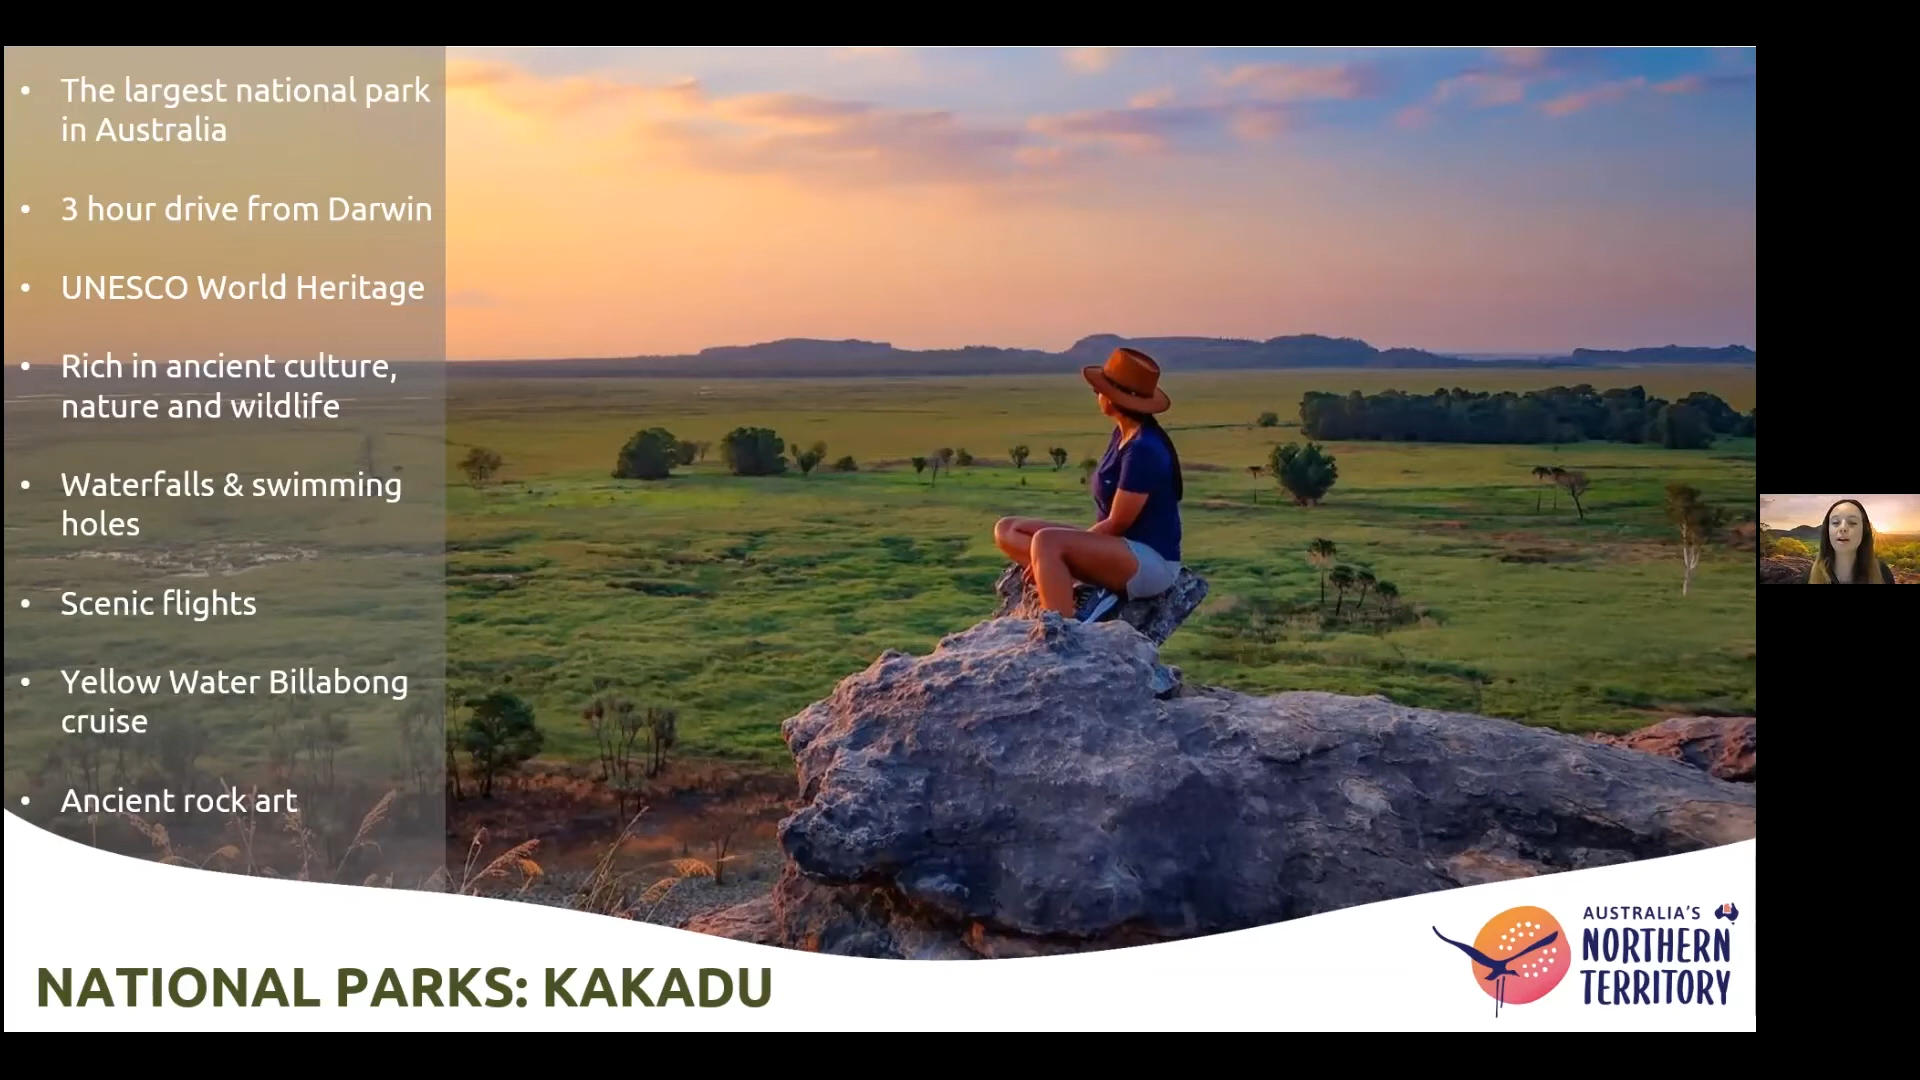 • The largest national park
in Australia
• 3 hour drive from Darwin
• UNESCO World Heritage
• Rich in ancient culture,
nature and wildlife
• Waterfalls & swimming
holes
• Scenic flights
• Yellow Water Billabong
cruise
• Ancient rock art
NATIONAL PARKS: KAKADU
AUSTRALIA'S
NORTHERN
TERRITORY